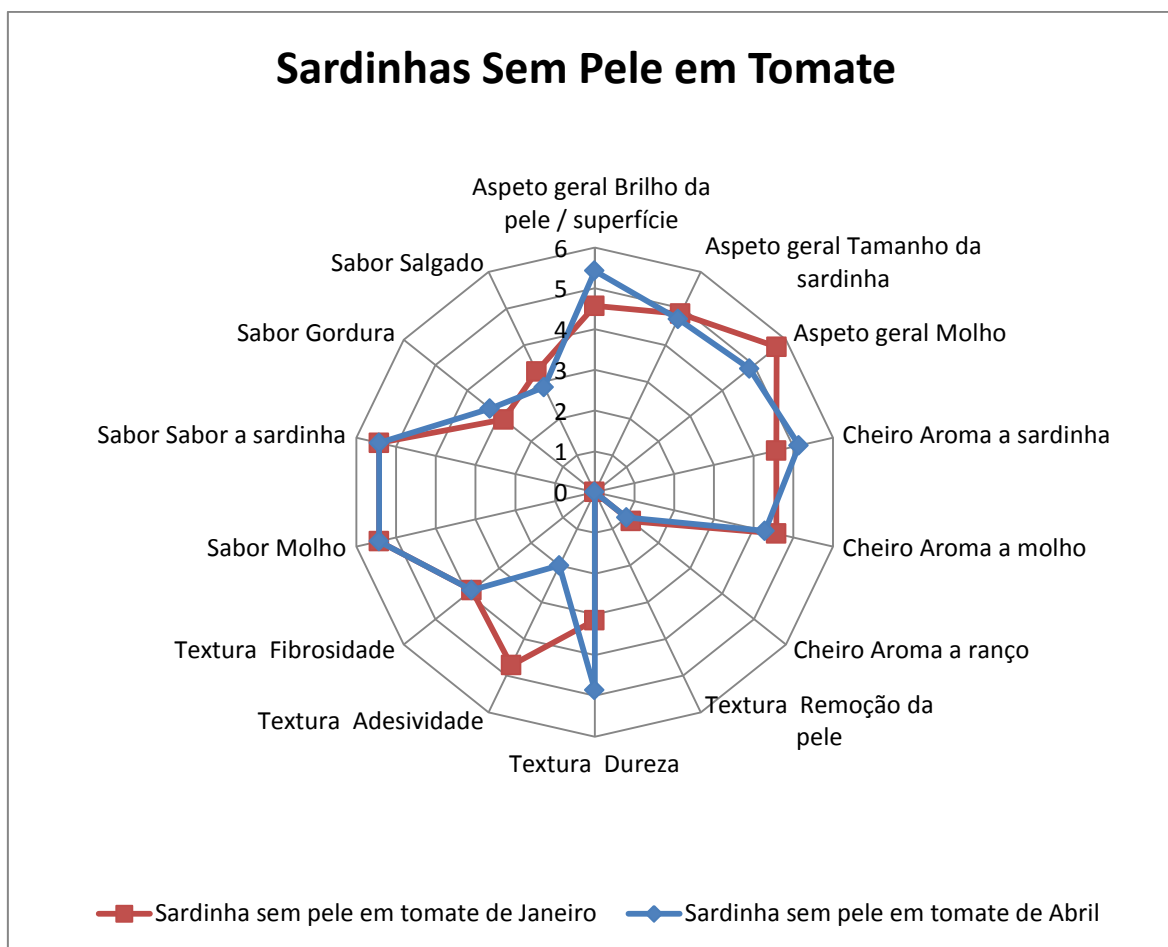 Sardinhas Sem Pele em Tomate
Aspeto geral Brilho da
pele / superfície
Aspeto geral Tamanho da
sardinha
Aspeto geral Molho
Cheiro Aroma a sardinha
Cheiro Aroma a molho
Cheiro Aroma a ranço
Textura  Remoção da
pele
Textura  Dureza
Textura  Adesividade
Textura  Fibrosidade
Sabor Molho
Sabor Sabor a sardinha
Sabor Gordura
Sabor Salgado
6
5
4
3
2
1
0
Sardinha sem pele em tomate de Janeiro
Sardinha sem pele em tomate de Abril